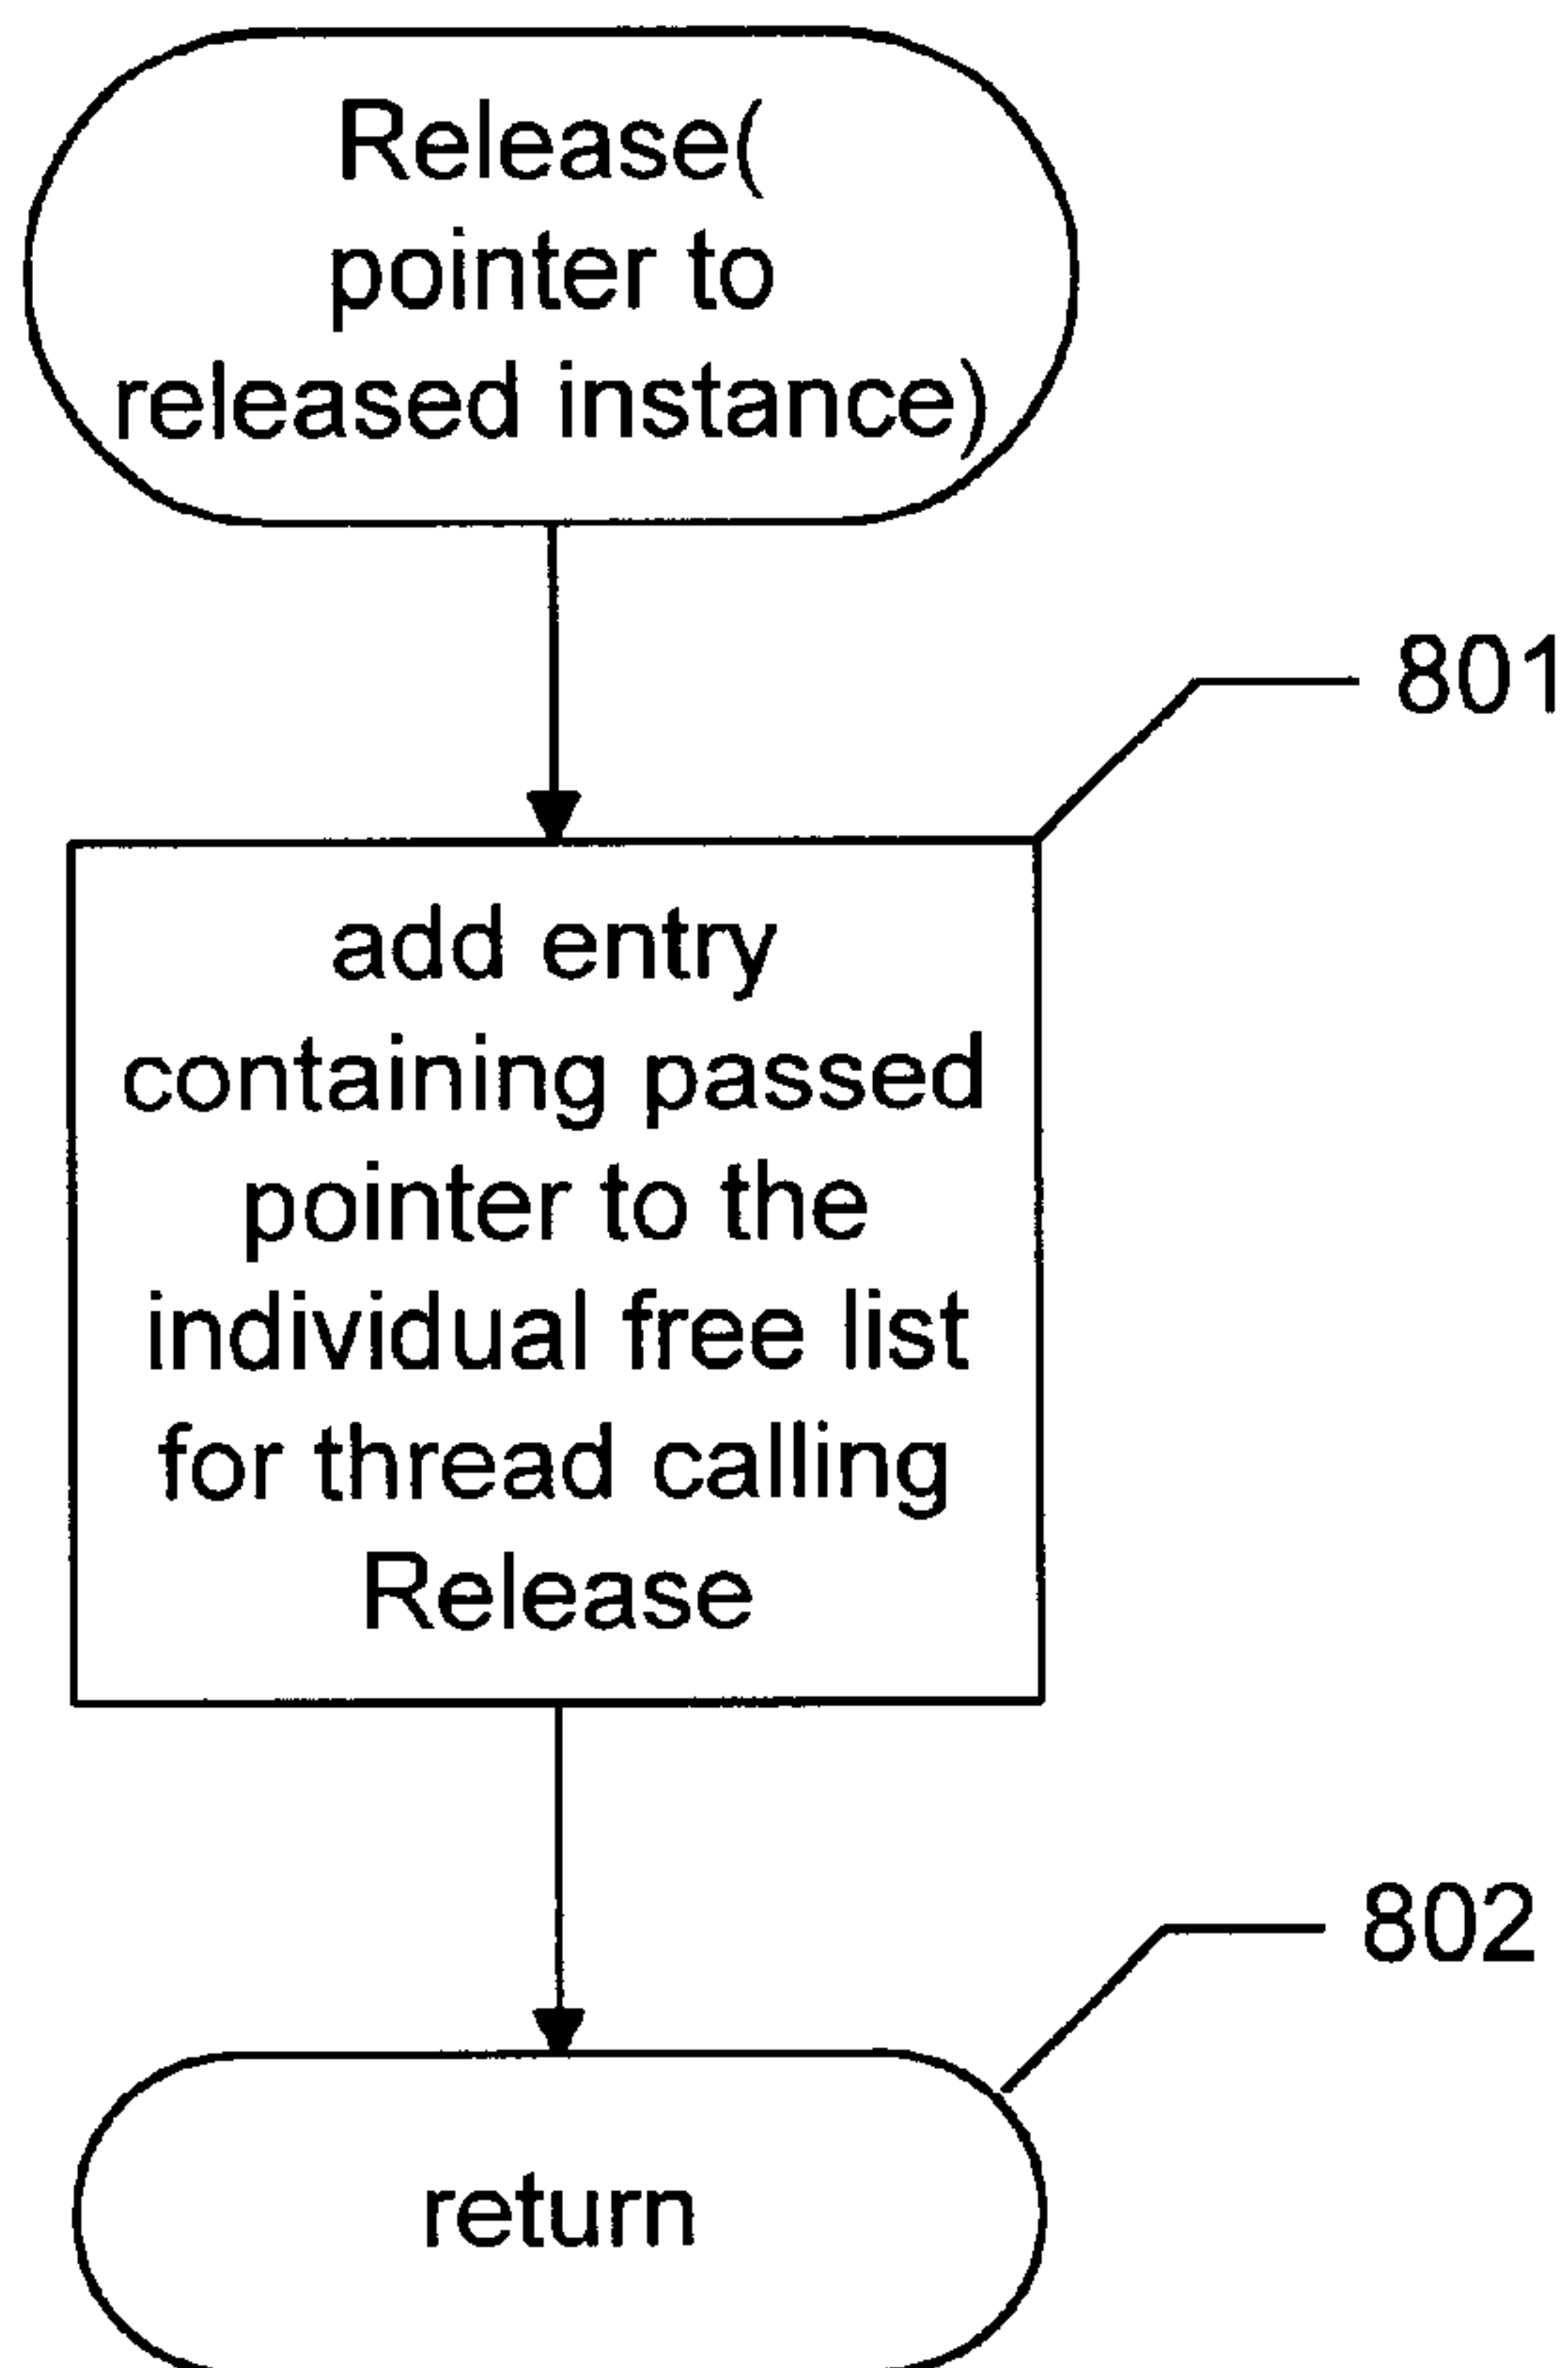 Release(
pointer to
released instance)
801
add entry
containing passed
pointer to the
individual free list
for thread calling
Release
802
return